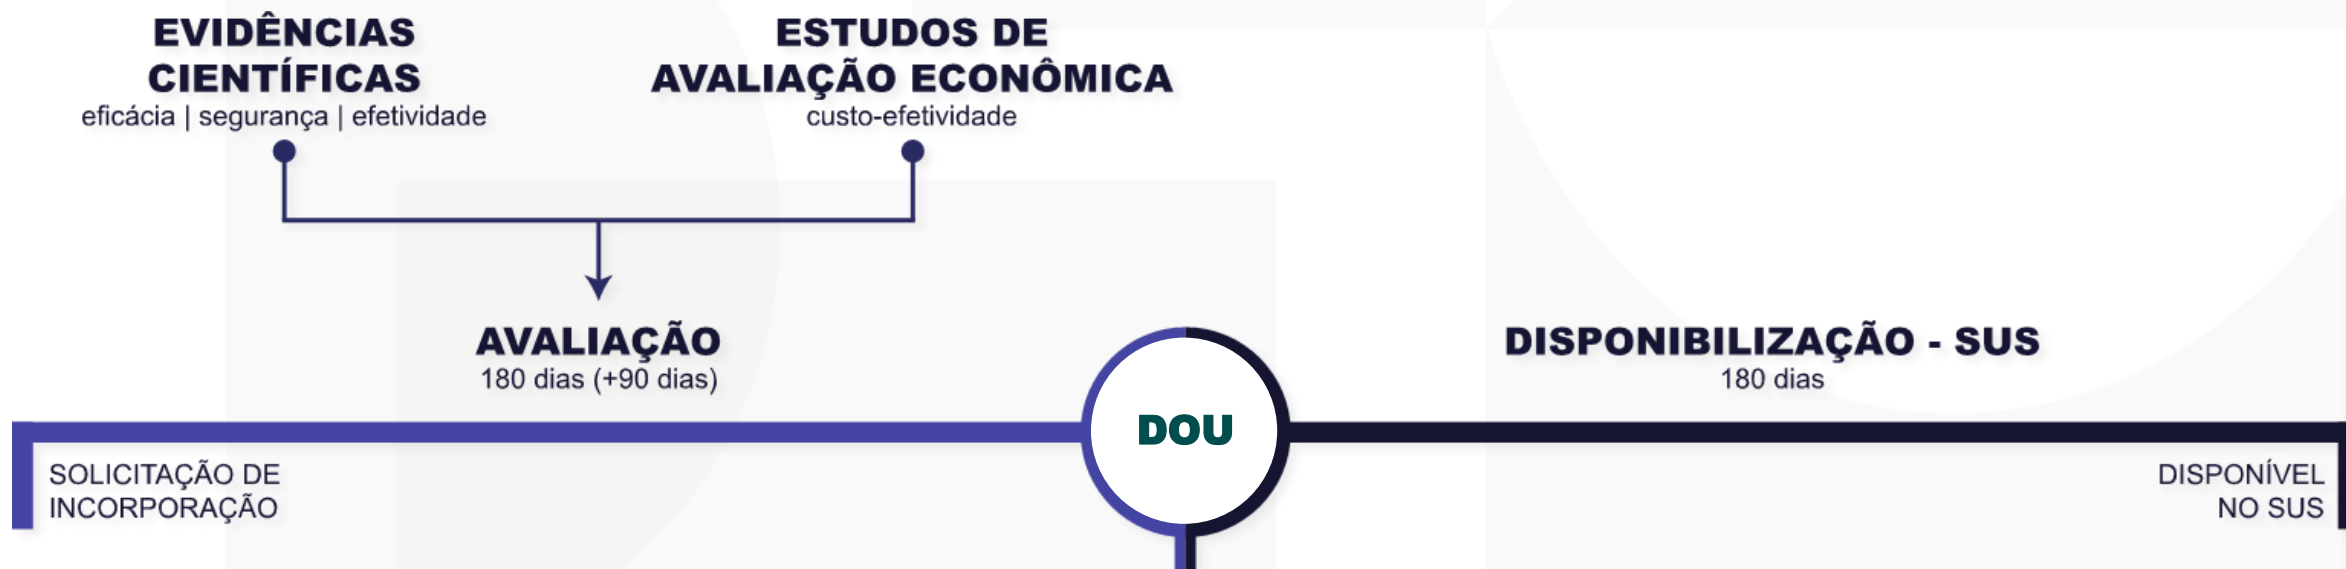 EVIDÊNCIAS
CIENTÍFICAS
eficácia | segurança | efetividade
ESTUDOS DE
AVALIAÇÃO ECONÔMICA
custo-efetividade
AVALIAÇÃO
180 dias (+90 dias)
DISPONIBILIZAÇÃO - SUS
180 dias
DOU
SOLICITAÇÃO DE
INCORPORAÇÃO
DISPONÍVEL
NO SUS